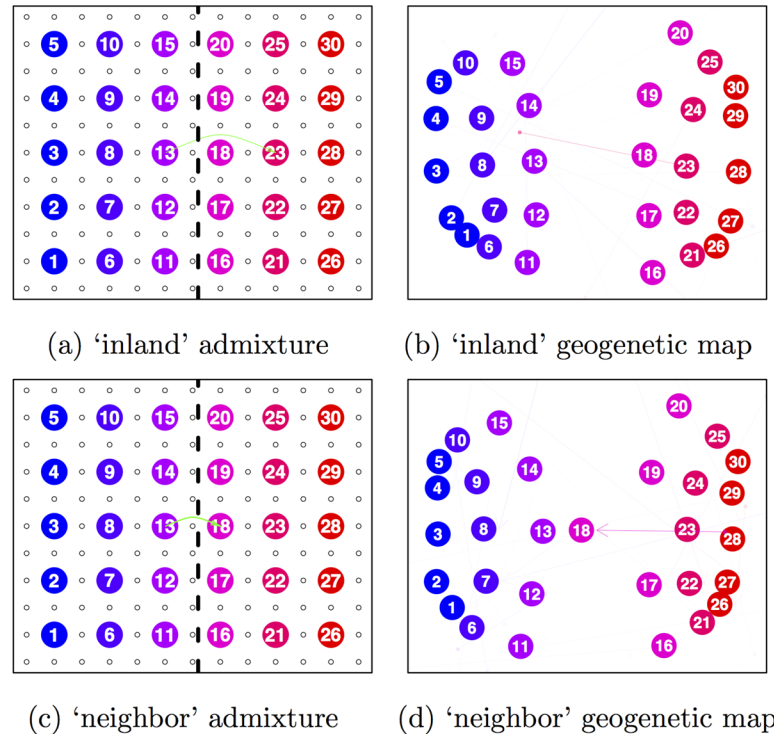 5 10 15 20 25 30
4 9 14 19 24 29
3 8 13 18 23 28
2 7 12 17 22 27
1 6 11 16 21 26
(a) ‘inland’ admixture
20
10 15 25
5 30
19
4 9 14 24 29
18
3 8 13 23 28
2 7 12 17 22 27
1 6 26
11 21
16
(b) ‘inland’ geogenetic map
5 10 15 20 25 30
4 9 14 19 24 29
3 8 13 18 23 28
2 7 12 17 22 27
1 6 11 16 21 26
(c) ‘neighbor’ admixture
20
15
10 25
5 30
14 19
4 9 24 29
3 8 13 18 23 28
2 7 17 22 27
12
1 26
6 21
11 16
(d) ‘neighbor’ geogenetic map